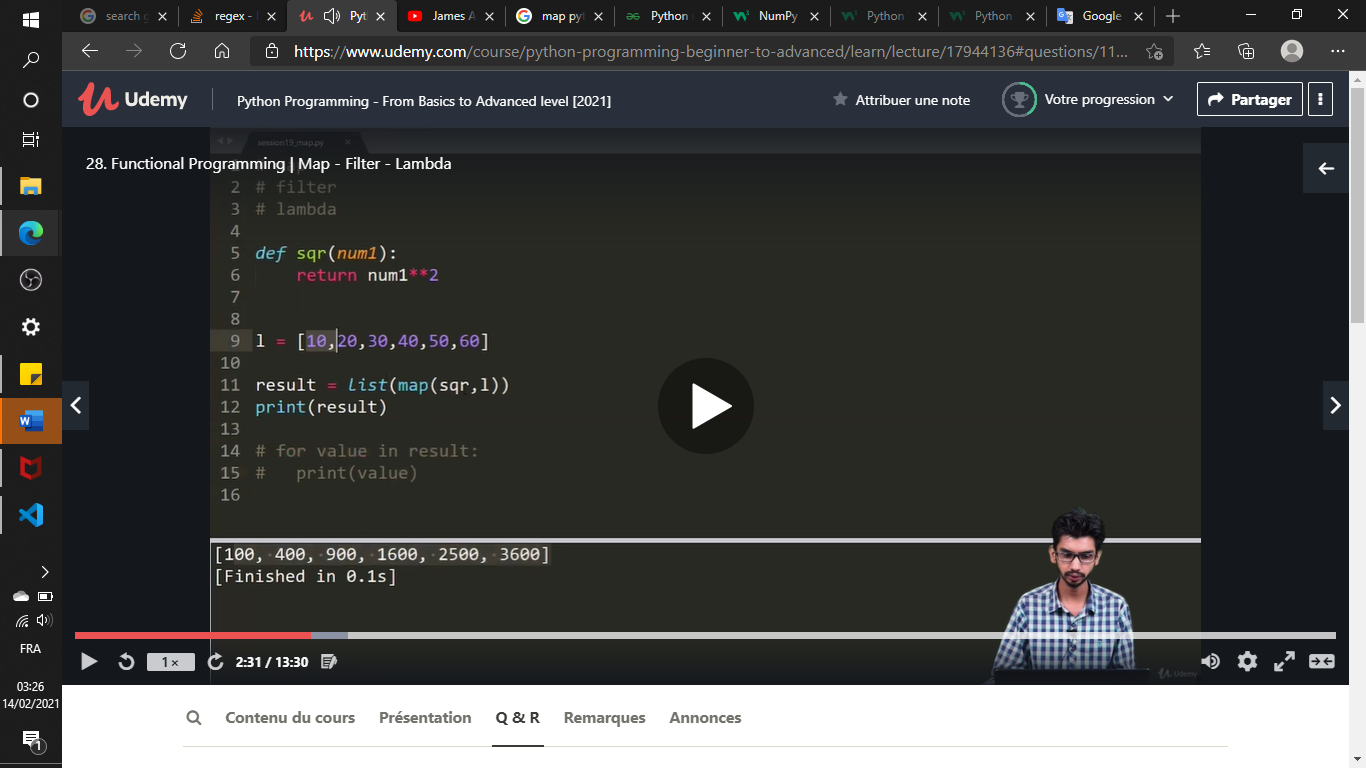 search g
regex -
Pyt
James A
map py
Python
NumPy
Python
Python
Google
https://www.udemy.com/course/python-programming-beginner-to-advanced/learn/lecture/17944136#questions/11...
Udemy
Python Programming - From Basics to Advanced level [2021]
Attribuer une note
Votre progression
Partager
session19_map.py
28. Functional Programming | Map - Filter - Lambda
2 # filter
3 # lambda
4
5 def sqr(num1):
6 return num1**2
7
8
9 l = [10,20,30,40,50,60]
10
11 result = list(map(sqr,l))
12 print(result)
13
14 # for value in result:
15 # print(value)
16
[100, 400, 900, 1600, 2500, 3600]
[Finished in 0.1s]
1×
2:31 / 13:30
Udemy
Contenu du cours
Présentation
Q & R
Remarques
Annonces
FRA
03:26
14/02/2021
1